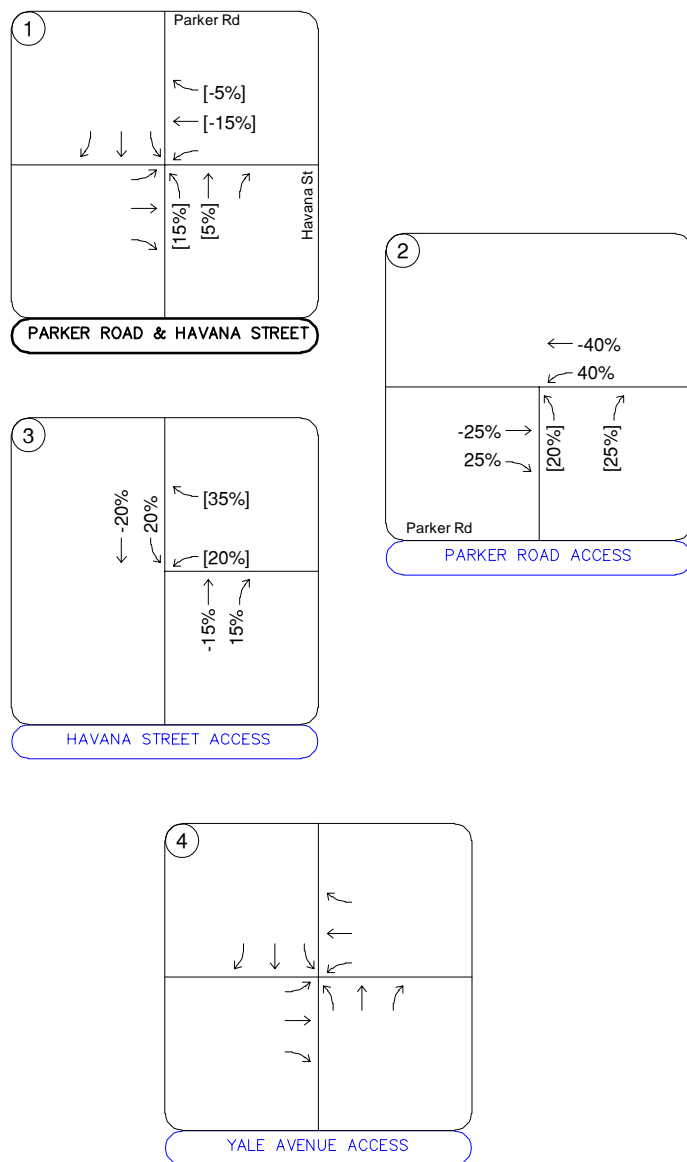 1
Parker Rd
[-5%]
[-15%]
[15%]
[5%]
Havana St
PARKER ROAD & HAVANA STREET
2
-40%
40%
-25%
25%
[20%]
[25%]
Parker Rd
PARKER ROAD ACCESS
3
-20%
20%
[35%]
[20%]
-15%
15%
HAVANA STREET ACCESS
4
YALE AVENUE ACCESS